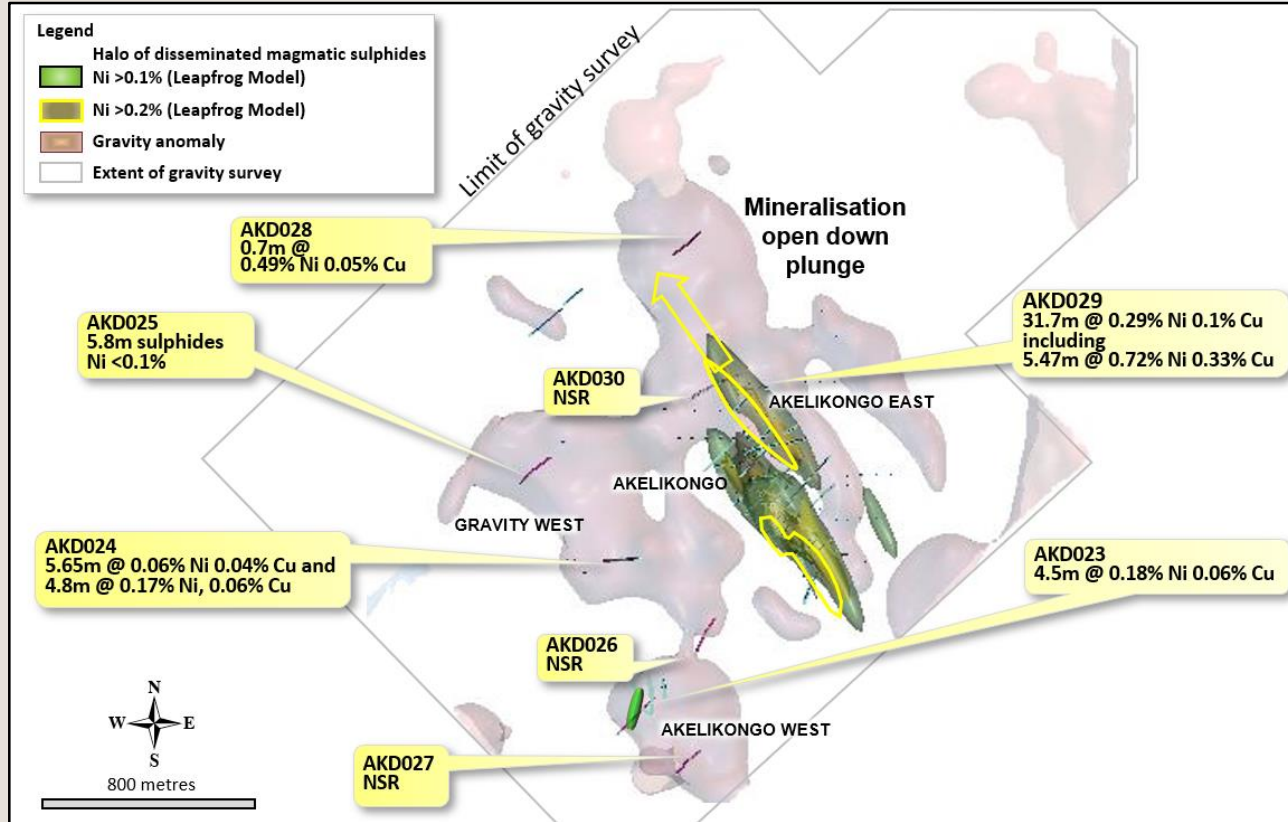 Legend
Halo of disseminated magmatic sulphides
Ni >0.1% (Leapfrog Model)
Ni >0.2% (Leapfrog Model)
Gravity anomaly
Extent of gravity survey
Limit of gravity survey
Mineralisation
open down
plunge
AKD028
0.7m @
0.49% Ni 0.05% Cu
AKD029
31.7m @ 0.29% Ni 0.1% Cu
including
5.47m @ 0.72% Ni 0.33% Cu
AKD025
5.8m sulphides
Ni <0.1%
AKD030
NSR
AKELIKONGO EAST
AKELIKONGO
GRAVITY WEST
AKD024
5.65m @ 0.06% Ni 0.04% Cu and
4.8m @ 0.17% Ni, 0.06% Cu
AKD023
4.5m @ 0.18% Ni 0.06% Cu
AKD026
NSR
AKELIKONGO WEST
AKD027
NSR
N
W E
S
800 metres